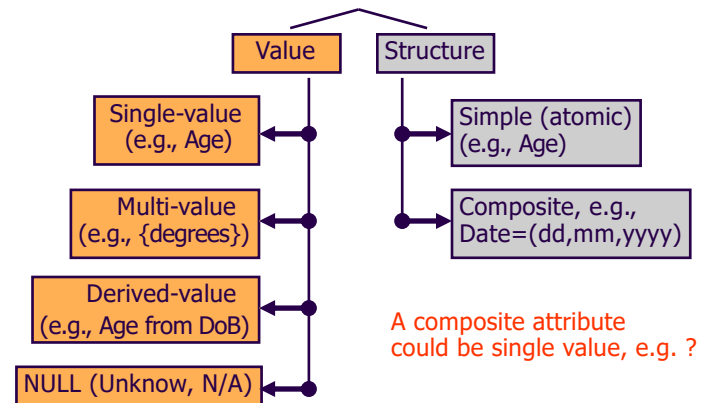 Value
Structure
Single-value
(e.g., Age)
Simple (atomic)
(e.g., Age)
Multi-value
(e.g., {degrees})
Composite, e.g.,
Date=(dd,mm,yyyy)
Derived-value
(e.g., Age from DoB)
A composite attribute
could be single value, e.g. ?
NULL (Unknow, N/A)